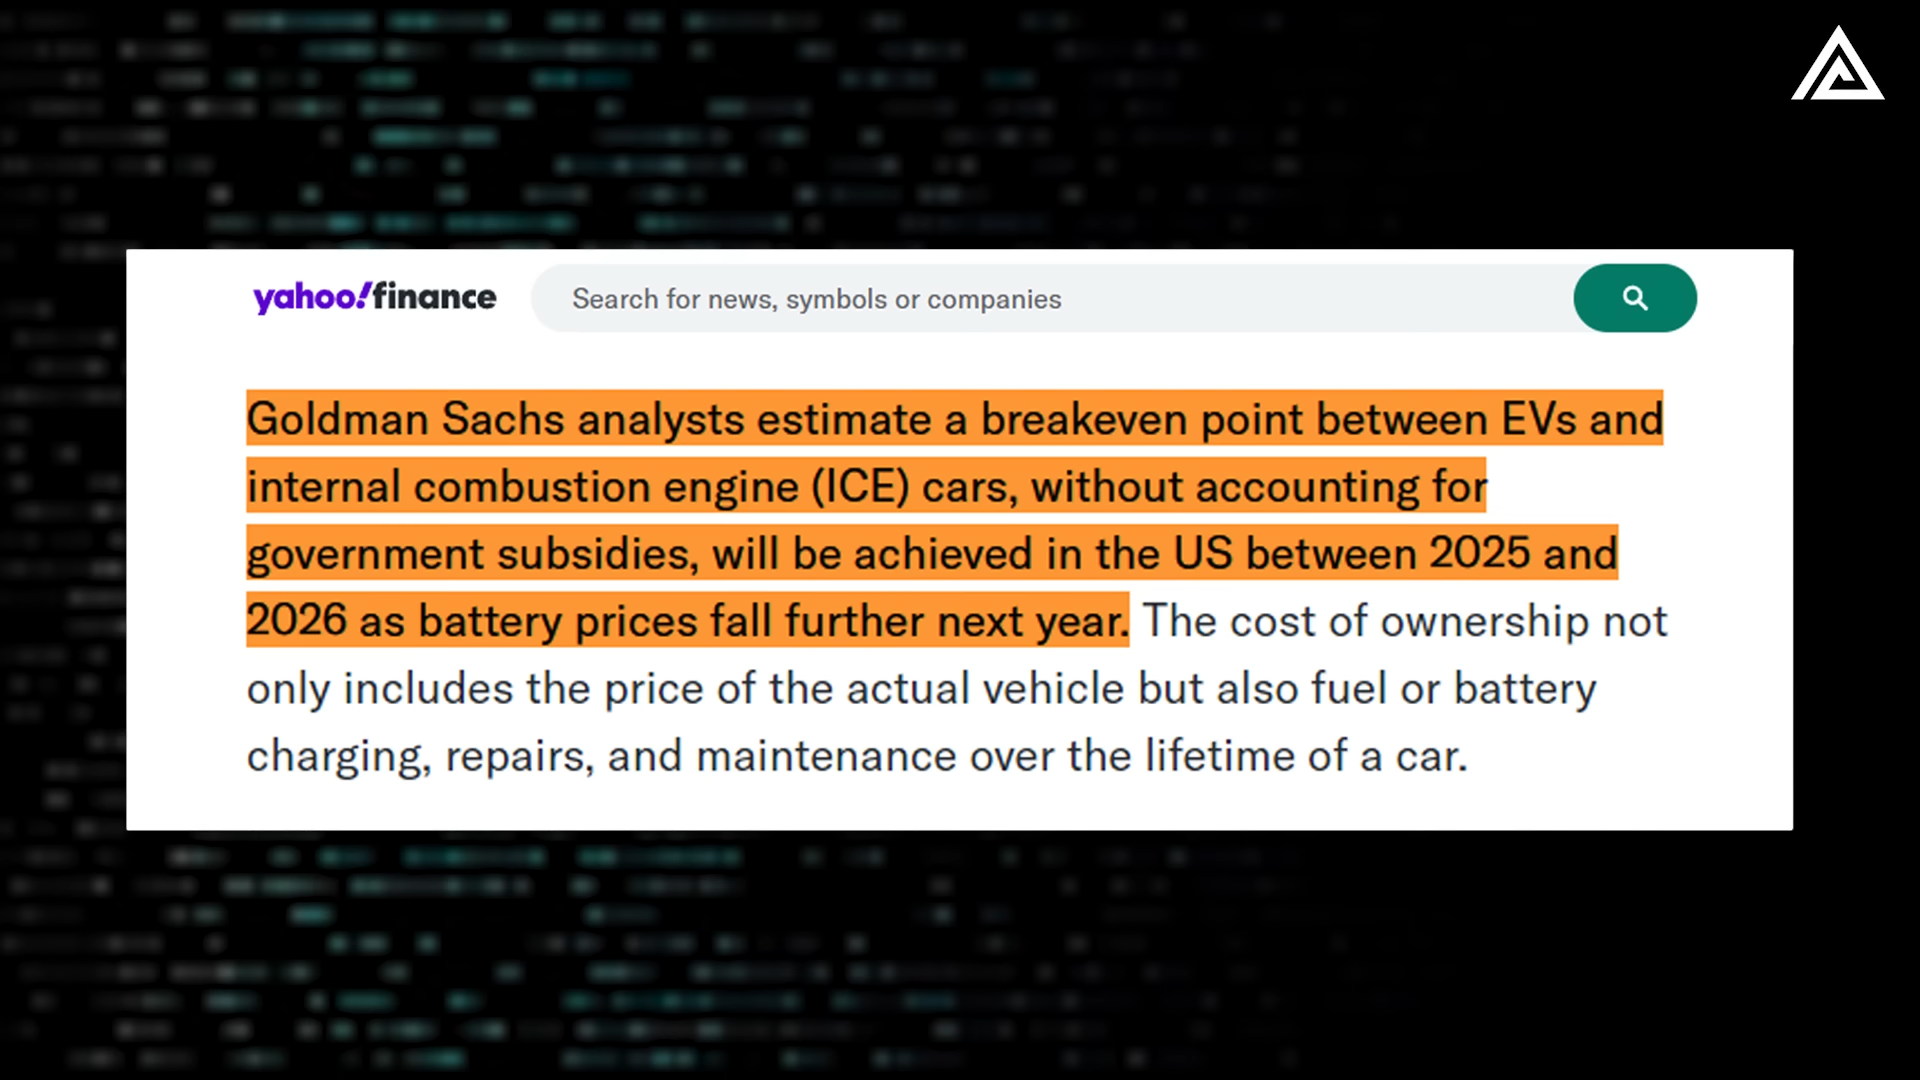 yahoo!finance
Search for news, symbols or companies
Goldman Sachs analysts estimate a breakeven point between EVs and
internal combustion engine (ICE) cars, without accounting for
government subsidies, will be achieved in the US between 2025 and
2026 as battery prices fall further next year. The cost of ownership not
only includes the price of the actual vehicle but also fuel or battery
charging, repairs, and maintenance over the lifetime of a car.